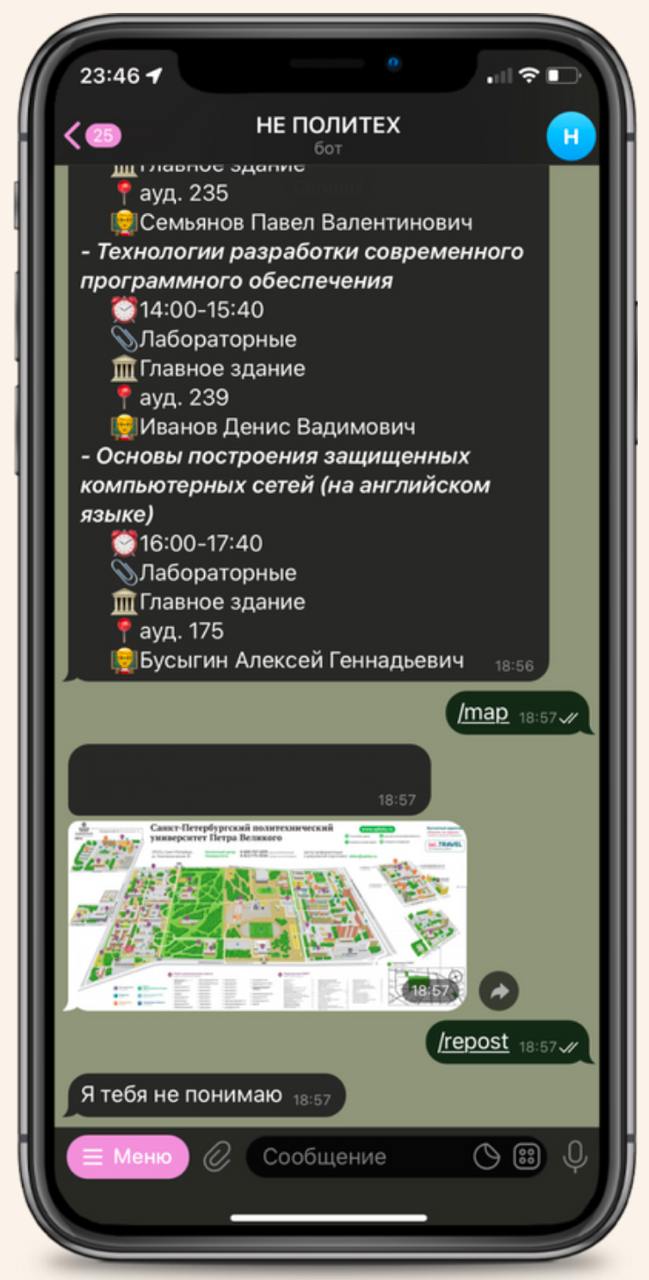 23:46
25
НЕ ПОЛИТЕХ
бот
Н
Главное здание
ауд. 235
Семьянов Павел Валентинович
- Технологии разработки современного
программного обеспечения
14:00-15:40
Лабораторные
Главное здание
ауд. 239
Иванов Денис Вадимович
- Основы построения защищенных
компьютерных сетей (на английском
языке)
16:00-17:40
Лабораторные
Главное здание
ауд. 175
Бусыгин Алексей Геннадьевич 18:56
/map 18:57
18:57
Санкт-Петербургский политехнический
университет Петра Великого
TRAVEL
18:57
/repost 18:57
Я тебя не понимаю 18:57
Меню
Сообщение